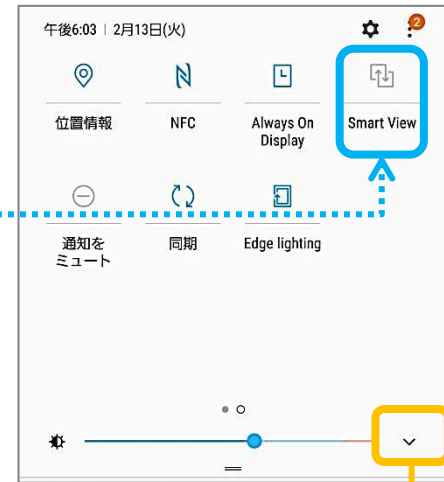 午後6:03 | 2月13日(火)
2
位置情報 NFC Always On Smart View
Display
通知を 同期 Edge lighting
ミュート